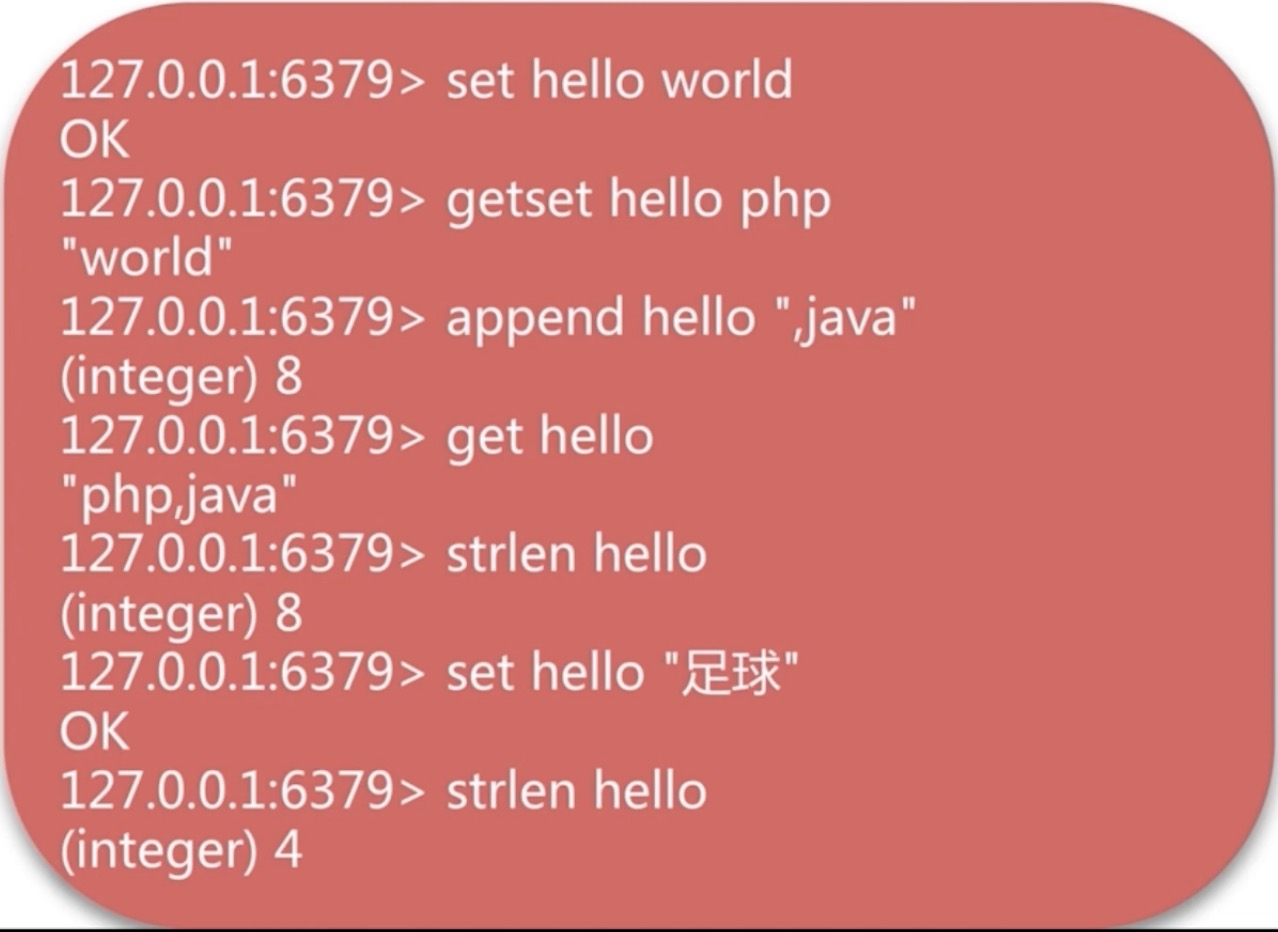 127.0.0.1:6379> set hello world
OK
127.0.0.1:6379> getset hello php
"world"
127.0.0.1:6379> append hello ",java"
(integer) 8
127.0.0.1:6379> get hello
"php,java"
127.0.0.1:6379> strlen hello
(integer) 8
127.0.0.1:6379> set hello "足球"
OK
127.0.0.1:6379> strlen hello
(integer) 4